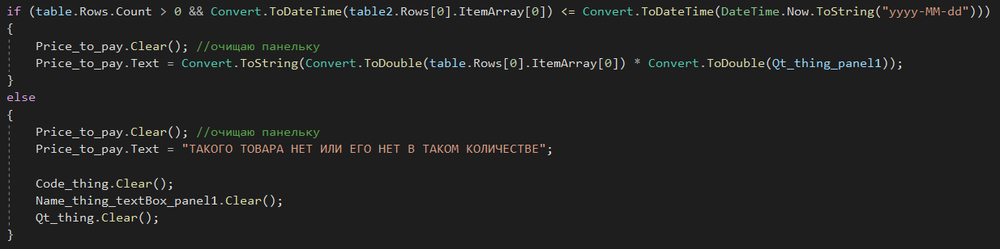 if (table.Rows.Count > 0 && Convert.ToDateTime(table2.Rows[0].ItemArray[0]) <= Convert.ToDateTime(DateTime.Now.ToString("yyyy-MM-dd")))
{
    Price_to_pay.Clear(); //очищаю панельку
    Price_to_pay.Text = Convert.ToString(Convert.ToDouble(table.Rows[0].ItemArray[0]) * Convert.ToDouble(Qt_thing_panel1));
}
else
{
    Price_to_pay.Clear(); //очищаю панельку
    Price_to_pay.Text = "ТАКОГО ТОВАРА НЕТ ИЛИ ЕГО НЕТ В ТАКОМ КОЛИЧЕСТВЕ";

    Code_thing.Clear();
    Name_thing_textBox_panel1.Clear();
    Qt_thing.Clear();
}